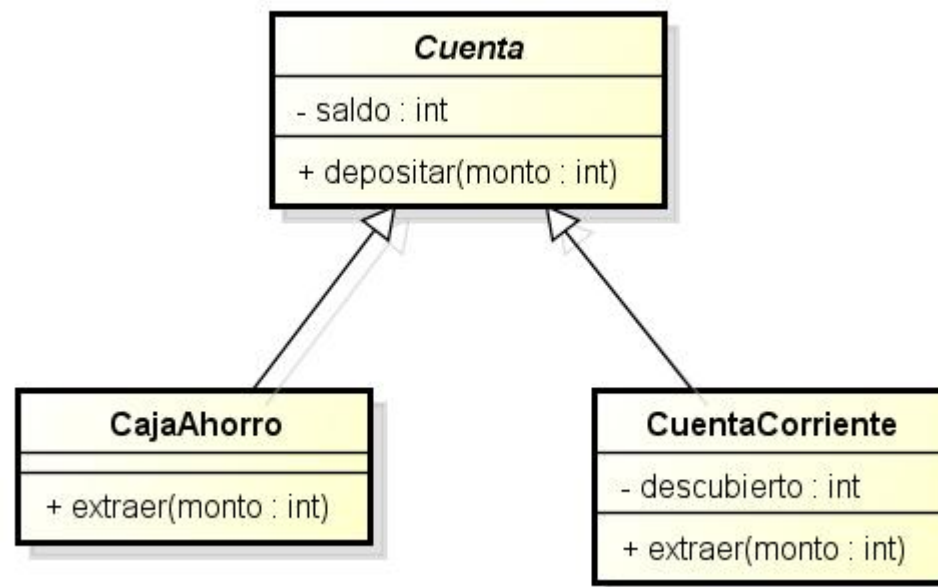 Cuenta
- saldo : int
+ depositar(monto : int)
CajaAhorro
+ extraer(monto : int)
CuentaCorriente
- descubierto : int
+ extraer(monto : int)